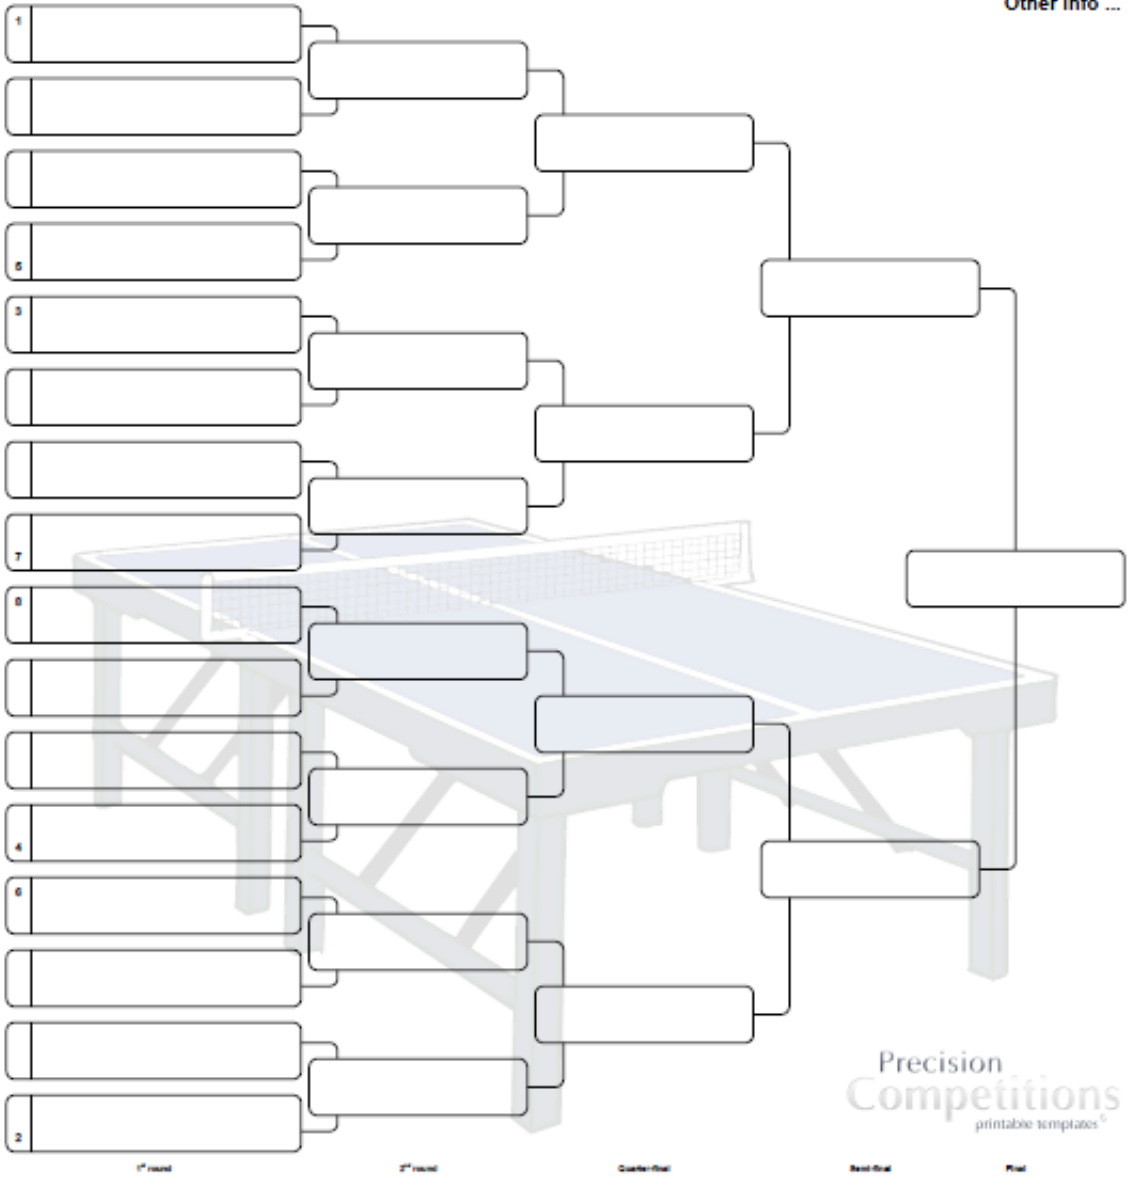 Other info ...
1
5
3
7
8
4
6
2
1st round
2nd round
Quarter-final
Semi-final
Final
Precision
Competitions
printable templates©